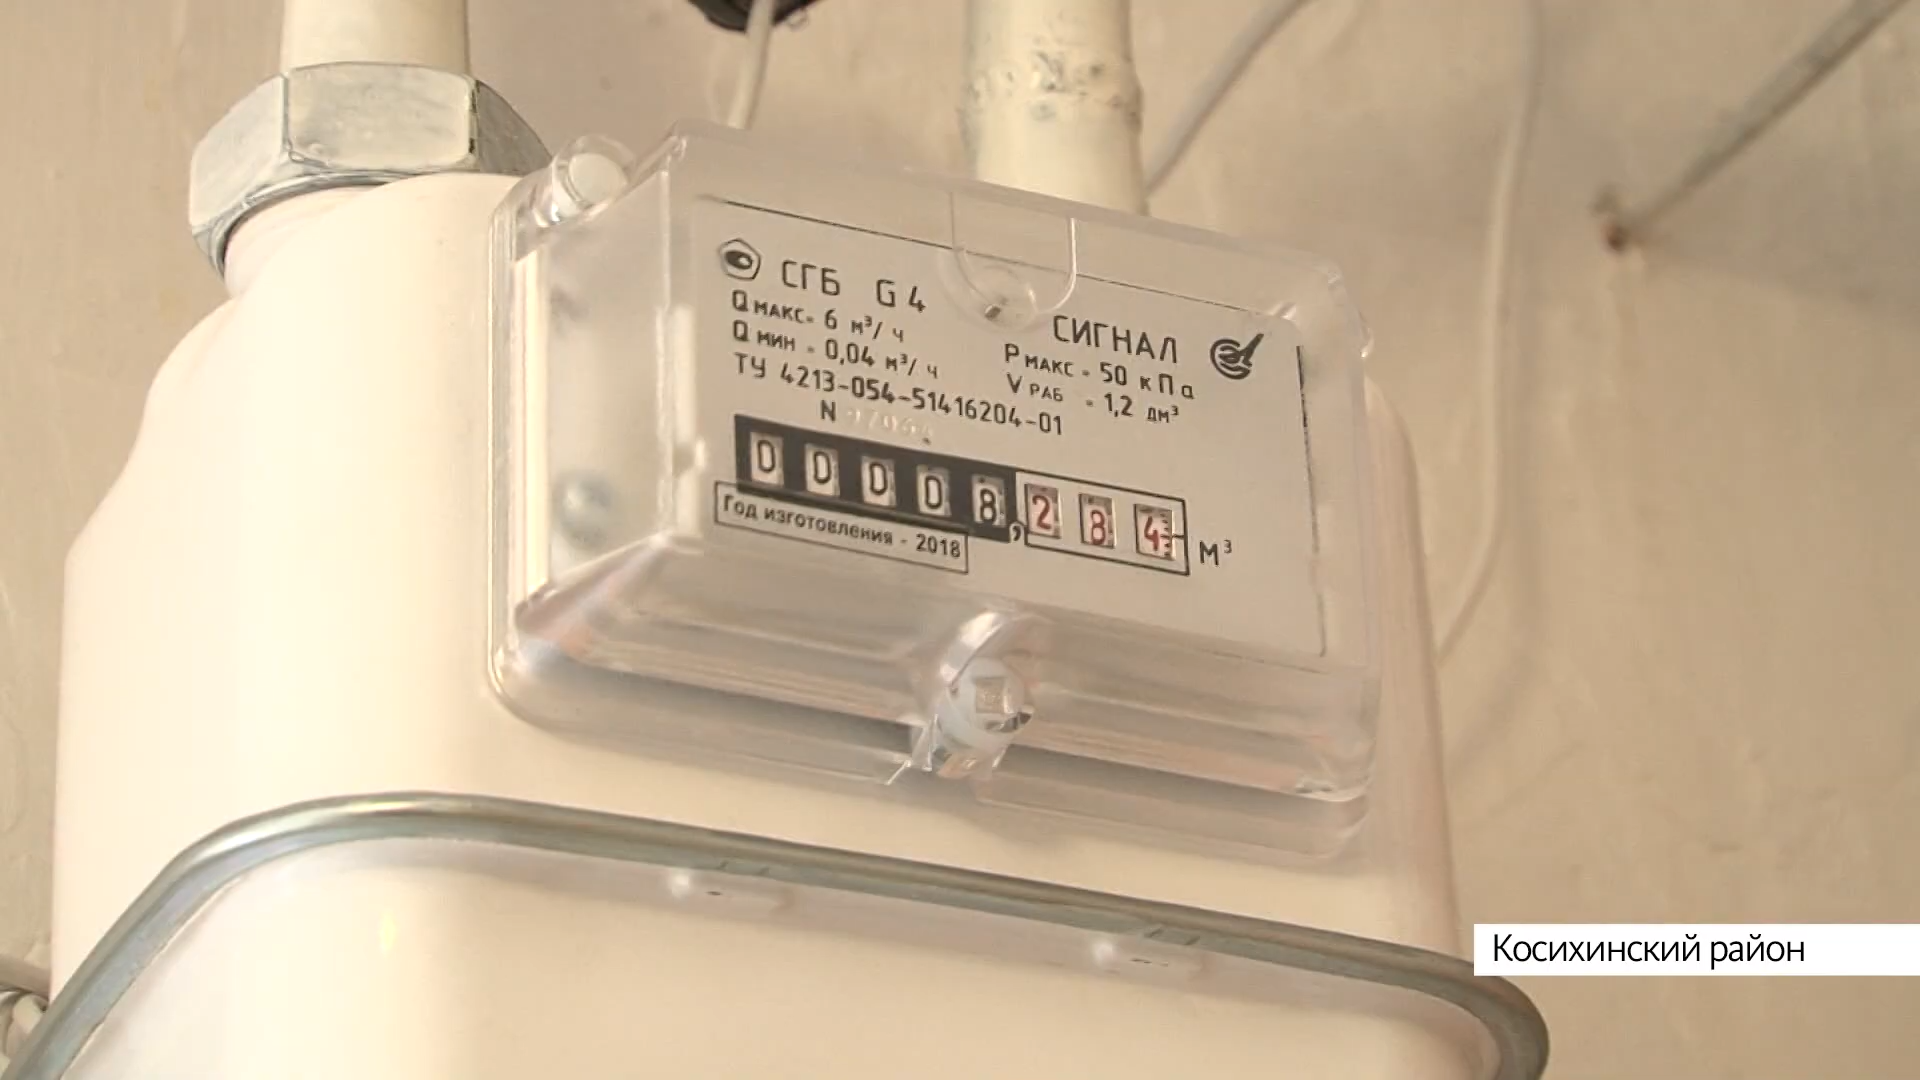 СГБ G4
Qмакс= 6 м³/ч
Qмин = 0,04 м³/ч
ТУ 4213-054-51416204-01
N
СИГНАЛ
Pмакс = 50 кПа
Vраб = 1,2 дм³
00008,284 м³
Год изготовления - 2018
Косихинский район